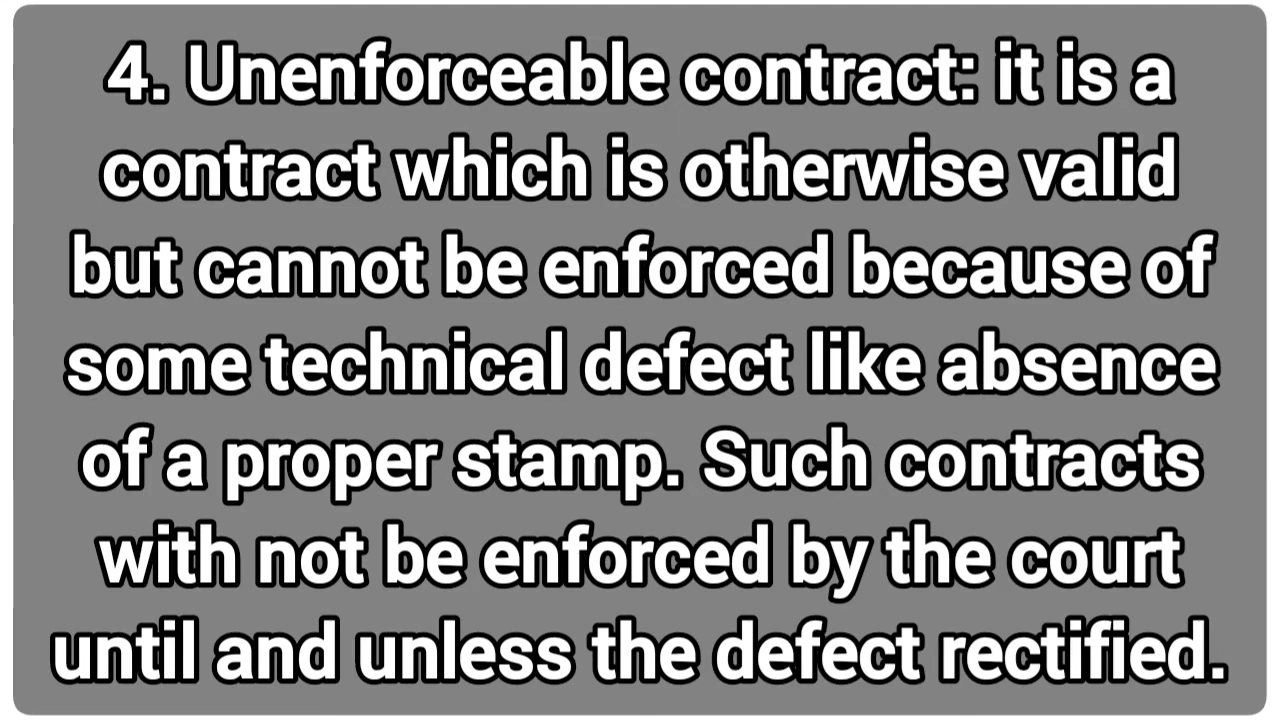 4. Unenforceable contract: it is a
contract which is otherwise valid
but cannot be enforced because of
some technical defect like absence
of a proper stamp. Such contracts
with not be enforced by the court
until and unless the defect rectified.